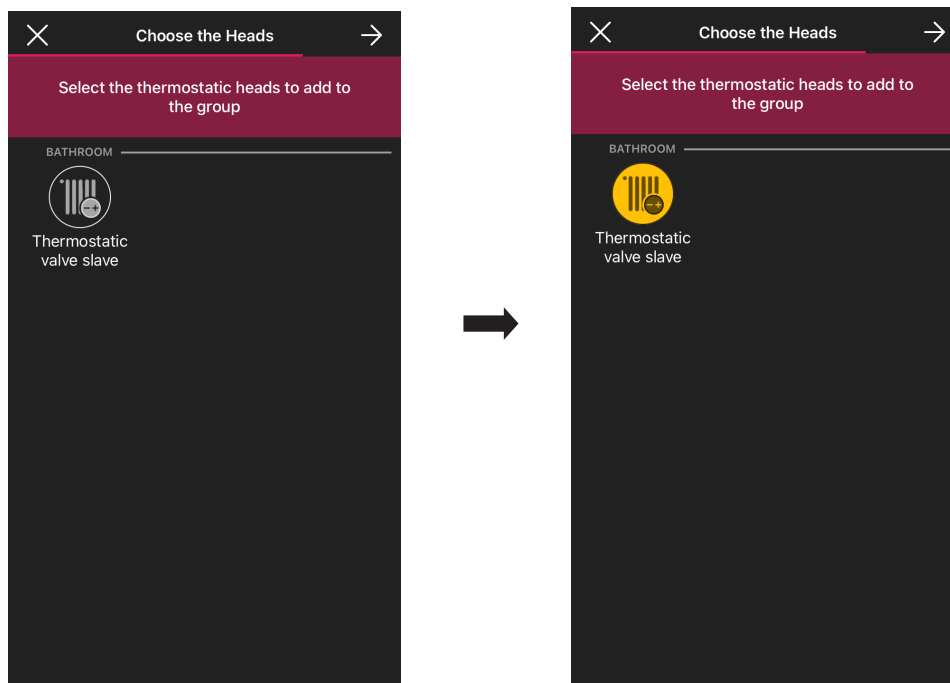 Choose the Heads
Select the thermostatic heads to add to
the group
BATHROOM
Thermostatic
valve slave
Choose the Heads
Select the thermostatic heads to add to
the group
BATHROOM
Thermostatic
valve slave